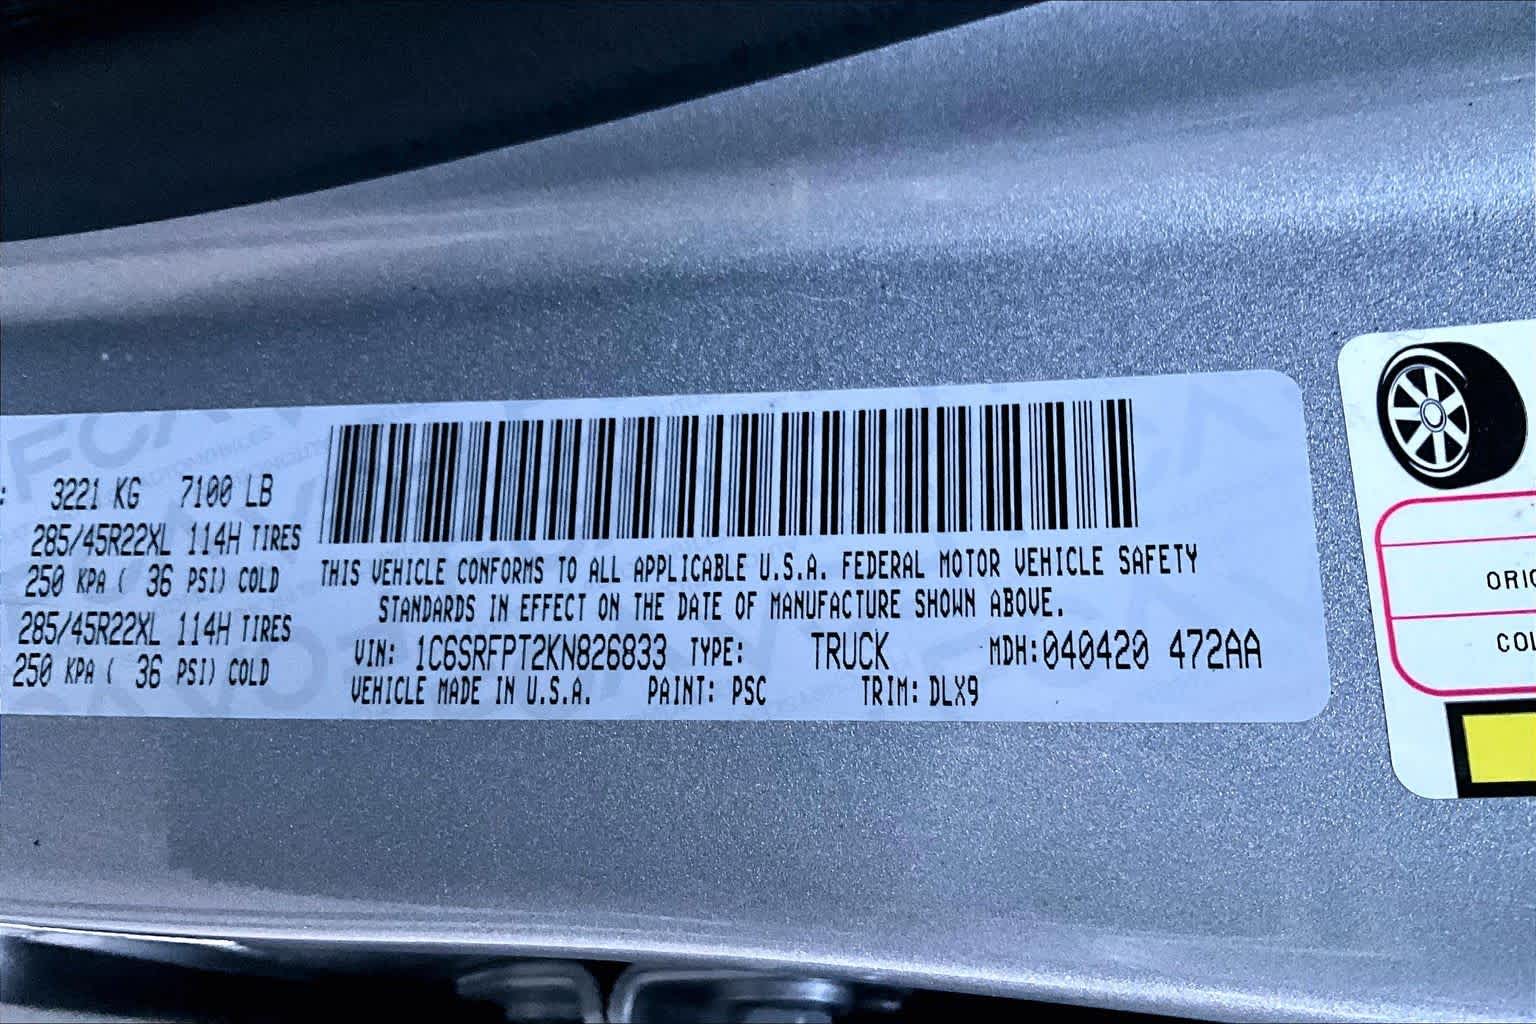 : 3221 KG 7100 LB
285/45R22XL 114H TIRES
250 KPA ( 36 PSI) COLD
285/45R22XL 114H TIRES
250 KPA ( 36 PSI) COLD
THIS VEHICLE CONFORMS TO ALL APPLICABLE U.S.A. FEDERAL MOTOR VEHICLE SAFETY
STANDARDS IN EFFECT ON THE DATE OF MANUFACTURE SHOWN ABOVE.
VIN: 1C6SRFPT2KN826833 TYPE: TRUCK MDH:040420 472AA
VEHICLE MADE IN U.S.A. PAINT: PSC TRIM: DLX9
ORIG
COL